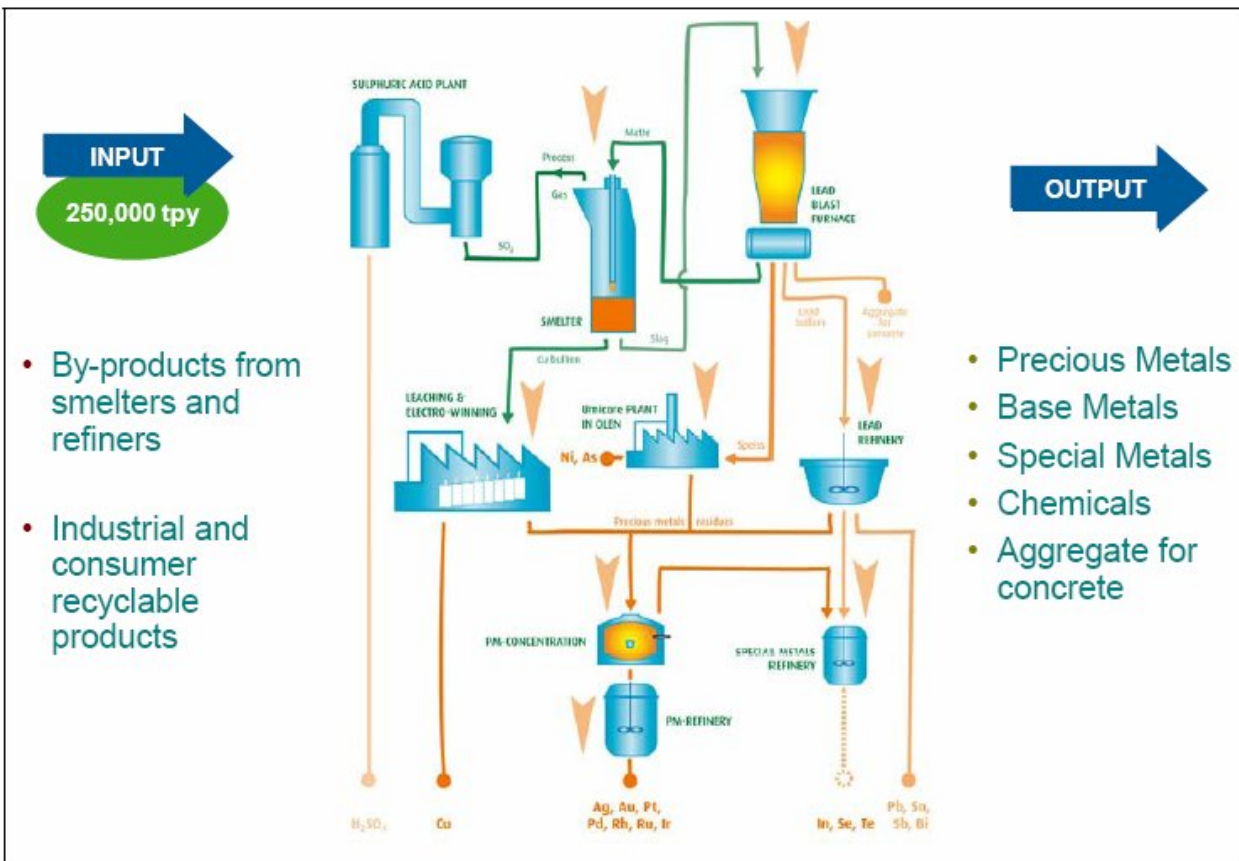 SULPHURIC ACID PLANT
INPUT
250,000 tpy
Process
Gas
SO₂
Matte
LEAD
BLAST
FURNACE
OUTPUT
SMELTER
Slag
Cu bullion
LEAD
bullion
Aggregate
for
concrete
• By-products from
smelters and
refiners
• Industrial and
consumer
recyclable
products
LEACHING &
ELECTRO-WINNING
Umicore PLANT
IN OLEN
Ni, As
Speiss
LEAD
REFINERY
Precious metals residues
PM-CONCENTRATION
SPECIAL METALS
REFINERY
PM-REFINERY
• Precious Metals
• Base Metals
• Special Metals
• Chemicals
• Aggregate for
concrete
H₂SO₄
Cu
Ag, Au, Pt,
Pd, Rh, Ru, Ir
In, Se, Te
Pb, Sn,
Sb, Bi